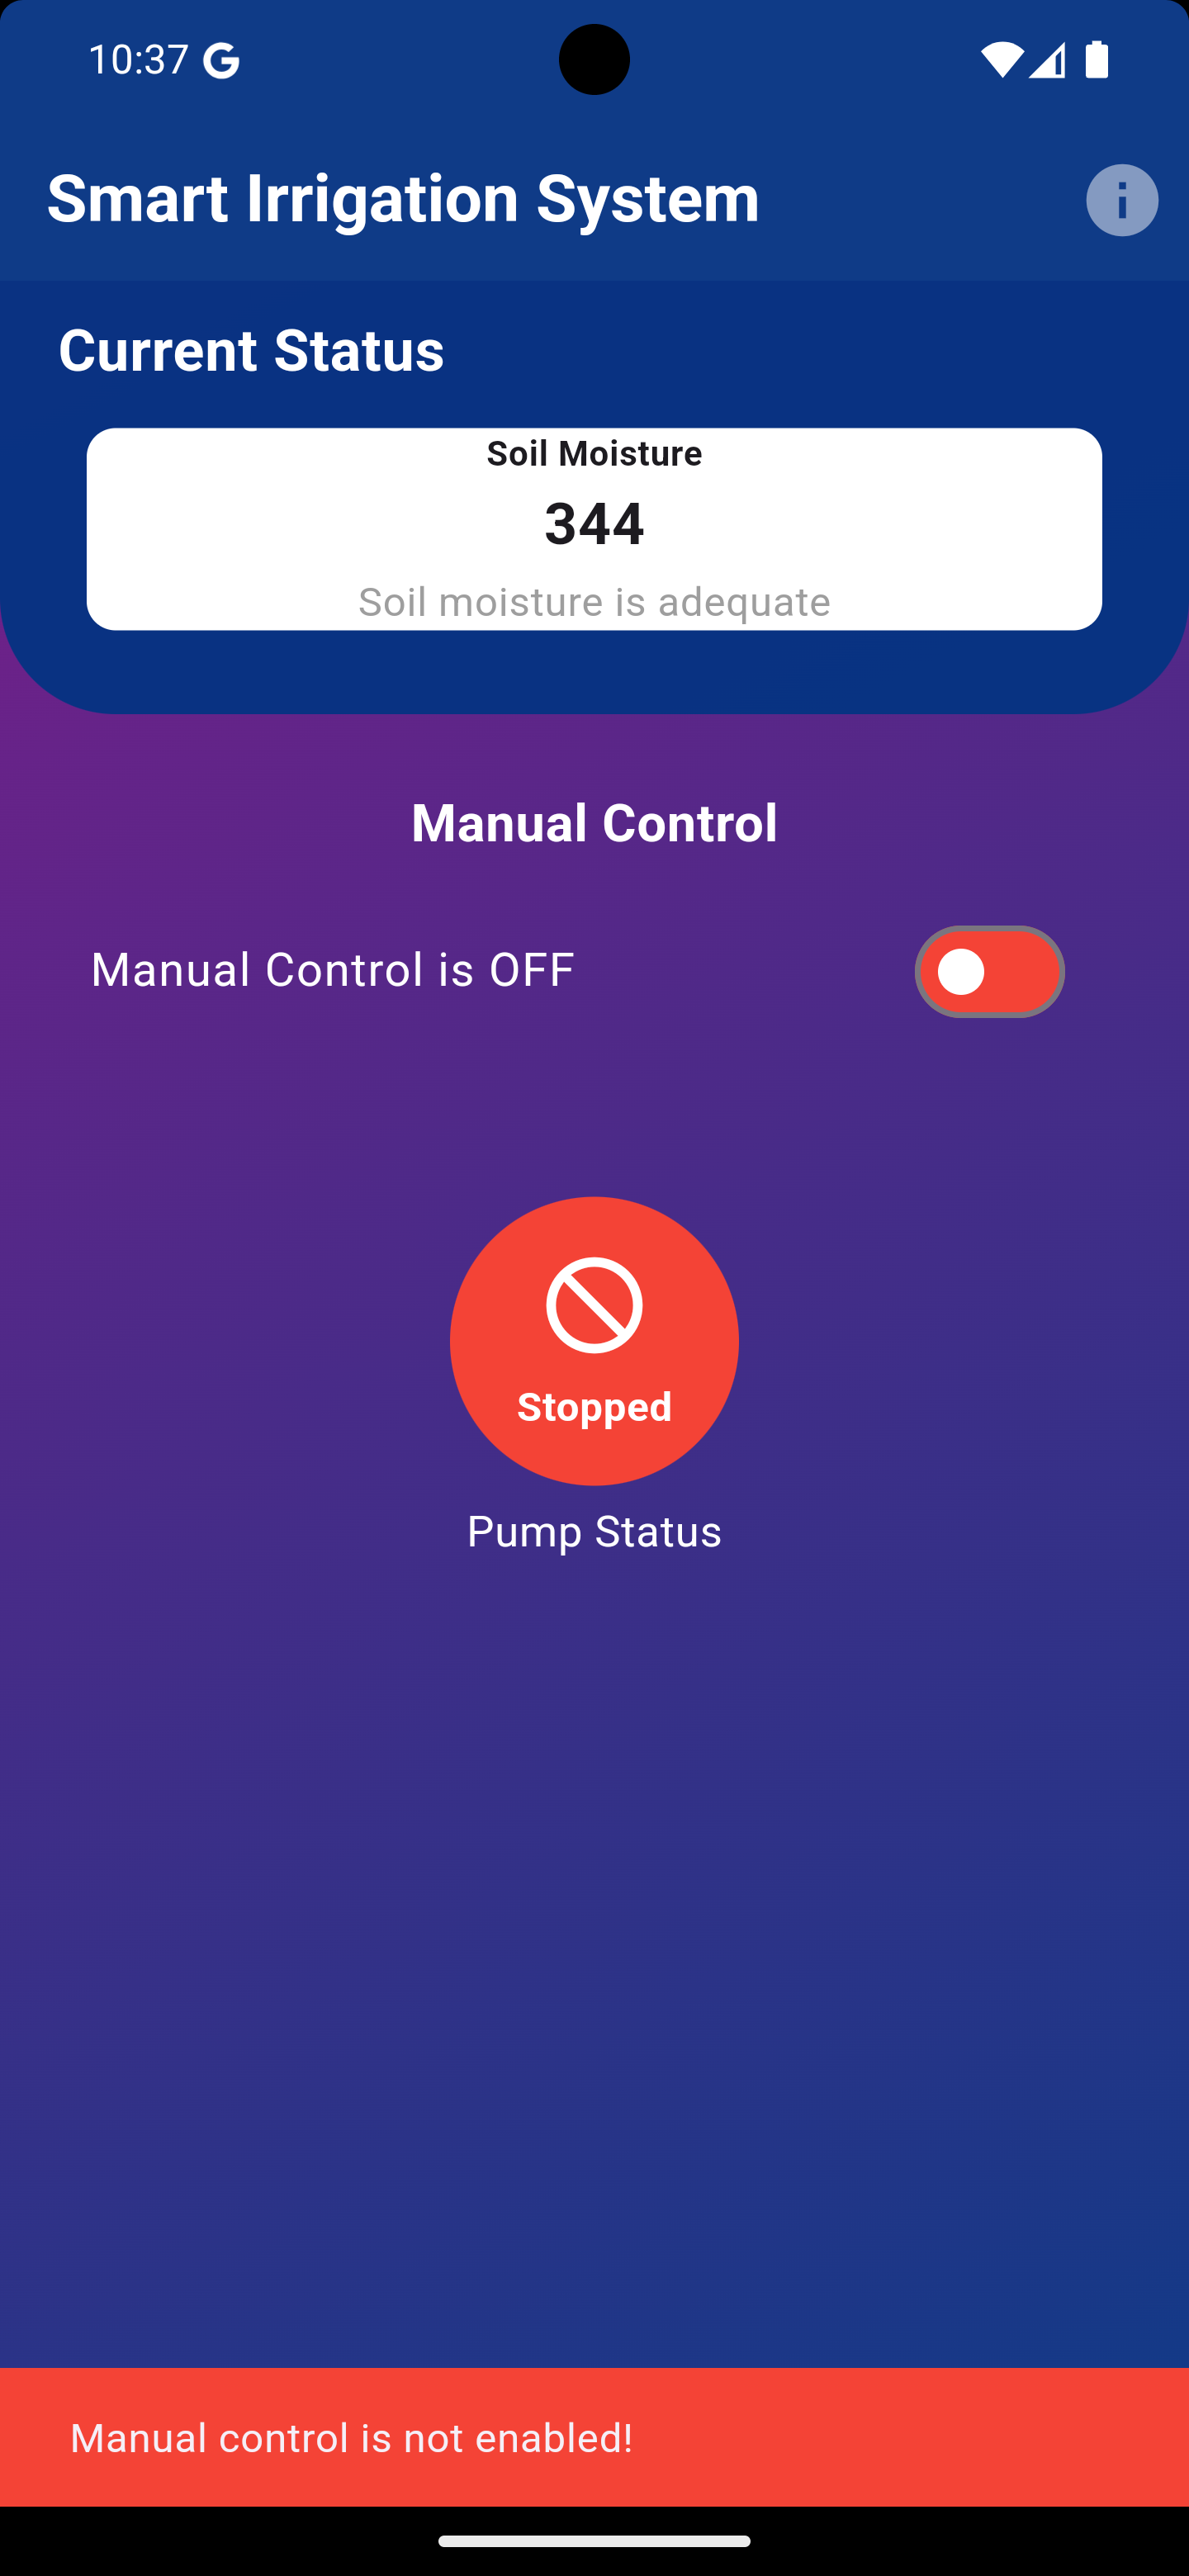 10:37
Smart Irrigation System
Current Status
Soil Moisture
344
Soil moisture is adequate
Manual Control
Manual Control is OFF
Stopped
Pump Status
Manual control is not enabled!